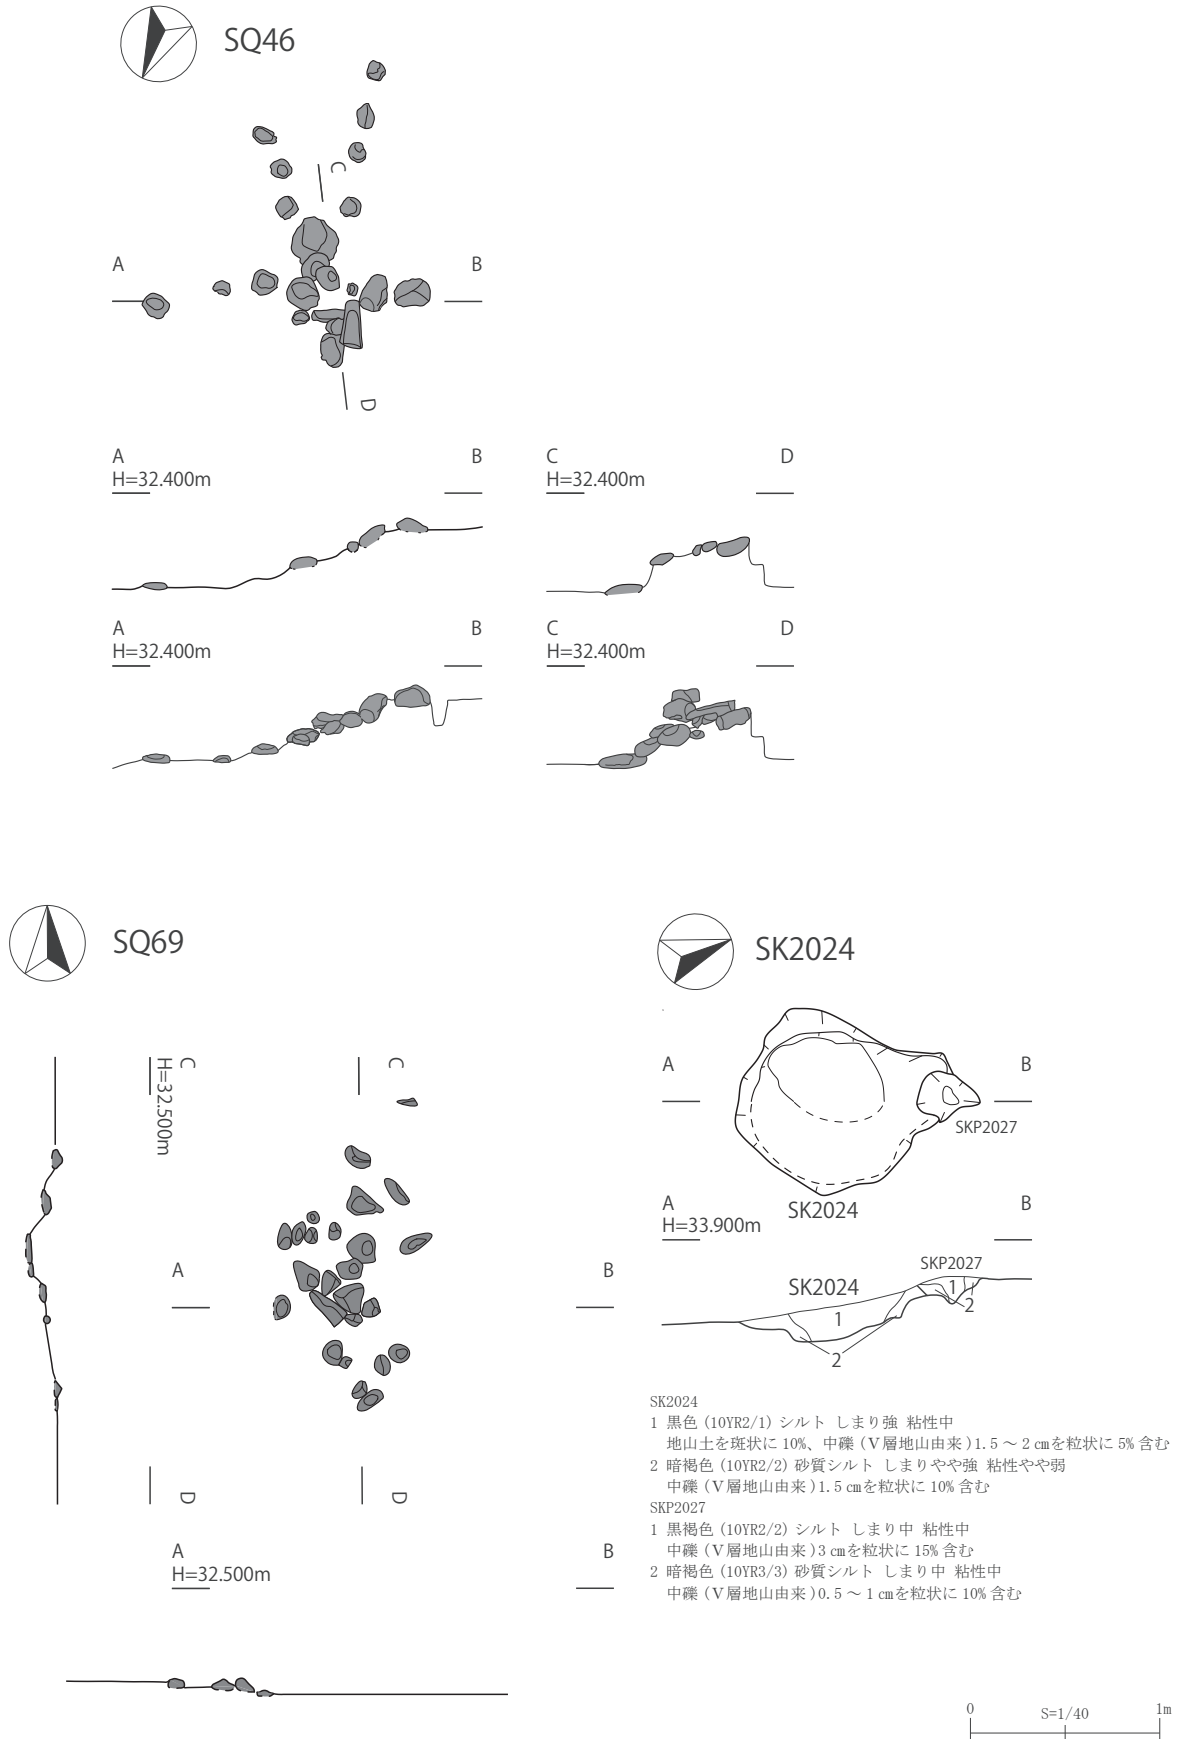 SQ46
C
A
B
D
A
B
C
D
H=32.400m
H=32.400m
A
B
C
D
H=32.400m
H=32.400m
SQ69
SK2024
C
H=32.500m
C
A
B
D
D
A
B
H=32.500m
A
B
SKP2027
SK2024
A
B
H=33.900m
SKP2027
SK2024
1
2
1
2
SK2024
1 黒色 (10YR2/1) シルト しまり強 粘性中
地山土を斑状に 10%、中礫 (Ⅴ層地山由来)1.5 ～ 2 ㎝を粒状に 5% 含む
2 暗褐色 (10YR2/2) 砂質シルト しまりやや強 粘性やや弱
中礫 (Ⅴ層地山由来)1.5 ㎝を粒状に 10% 含む
SKP2027
1 黒褐色 (10YR2/2) シルト しまり中 粘性中
中礫 (Ⅴ層地山由来)3 ㎝を粒状に 15% 含む
2 暗褐色 (10YR3/3) 砂質シルト しまり中 粘性中
中礫 (Ⅴ層地山由来)0.5 ～ 1 ㎝を粒状に 10% 含む
0 S=1/40 1m